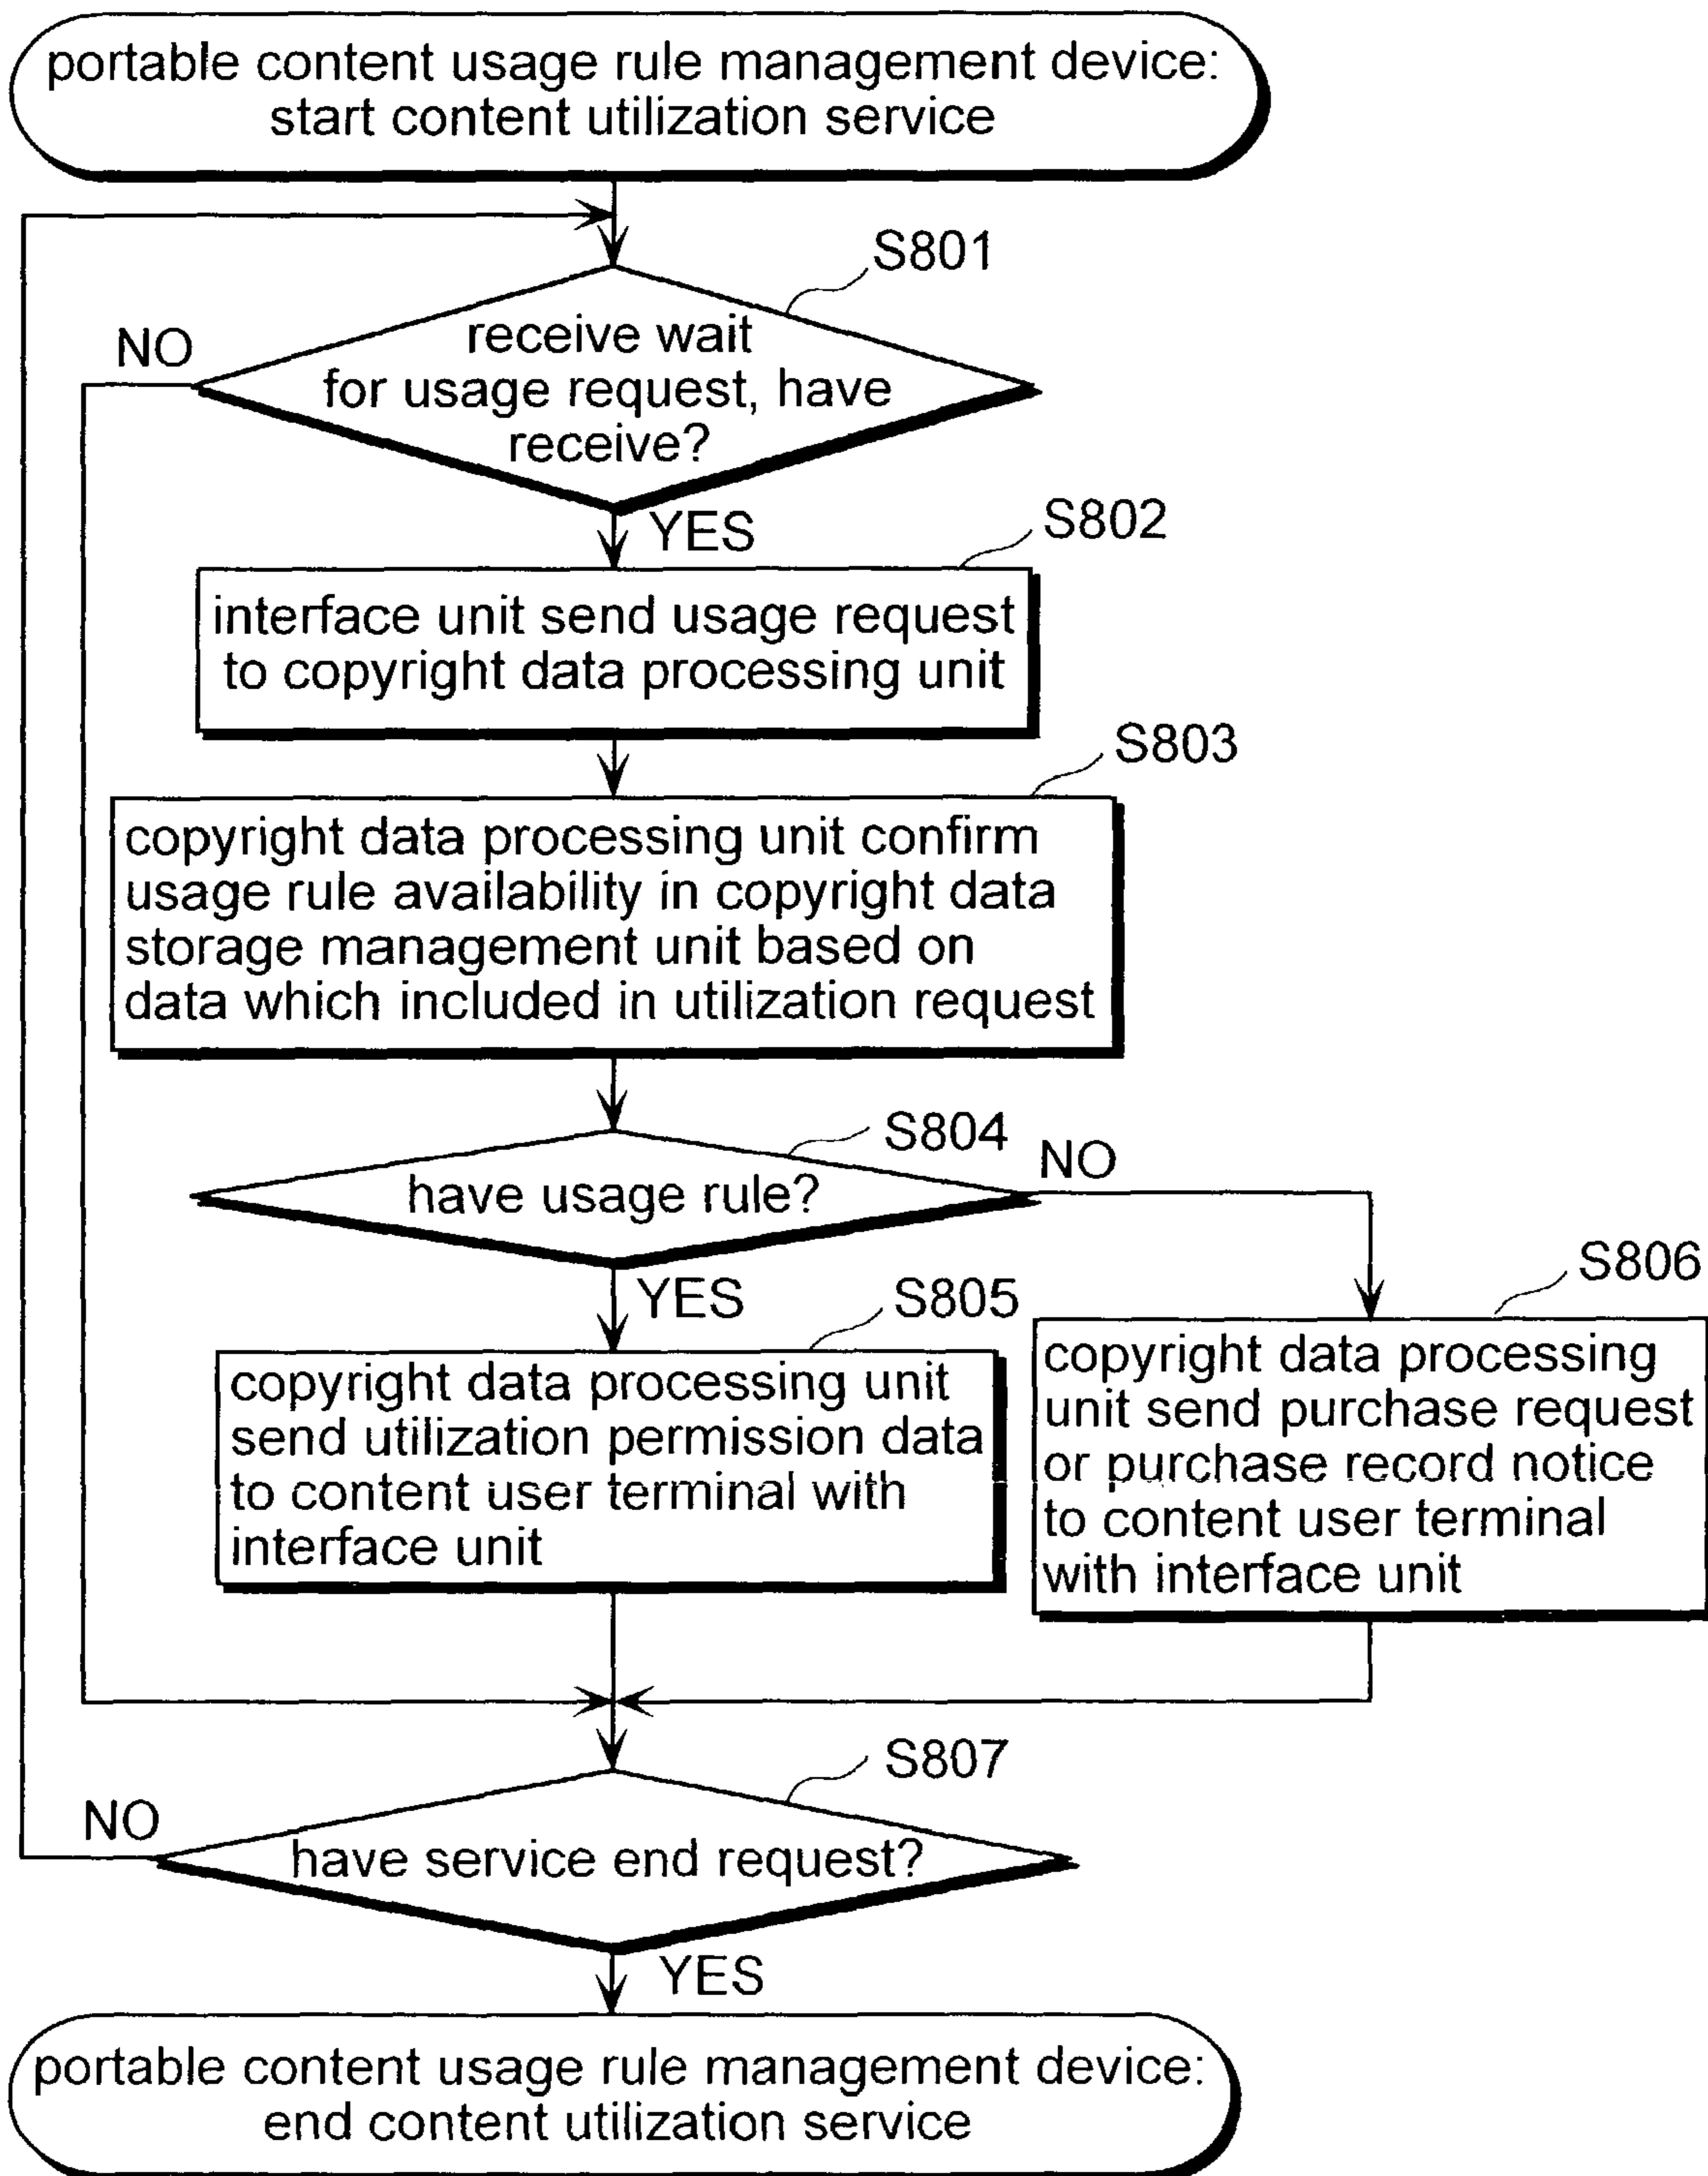 portable content usage rule management device:
start content utilization service
S801
NO
receive wait
for usage request, have
receive?
YES
S802
interface unit send usage request
to copyright data processing unit
S803
copyright data processing unit confirm
usage rule availability in copyright data
storage management unit based on
data which included in utilization request
S804
NO
have usage rule?
YES
S805
S806
copyright data processing unit
send utilization permission data
to content user terminal with
interface unit
copyright data processing
unit send purchase request
or purchase record notice
to content user terminal
with interface unit
S807
NO
have service end request?
YES
portable content usage rule management device:
end content utilization service